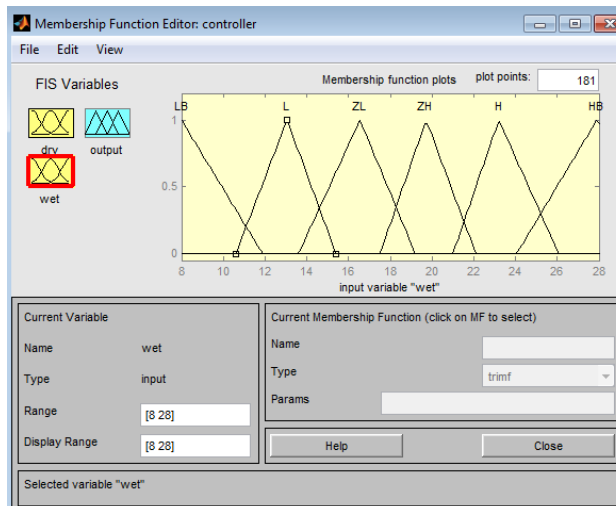 Membership Function Editor: controller
File Edit View
FIS Variables
Membership function plots plot points: 181
LB L ZL ZH H HB
1
0.5
0
8 10 12 14 16 18 20 22 24 26 28
input variable "wet"
dry output
wet
Current Variable
Name wet
Type input
Range [8 28]
Display Range [8 28]
Current Membership Function (click on MF to select)
Name
Type trimf
Params
Help Close
Selected variable "wet"